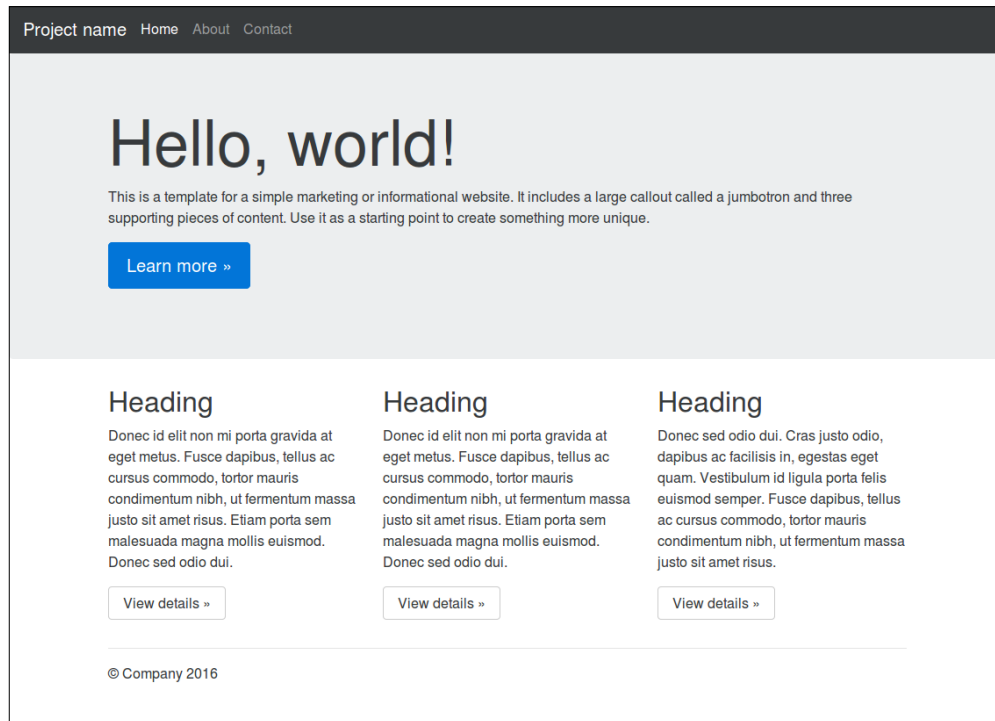 Project name Home About Contact
Hello, world!
This is a template for a simple marketing or informational website. It includes a large callout called a jumbotron and three
supporting pieces of content. Use it as a starting point to create something more unique.
Learn more »
Heading
Donec id elit non mi porta gravida at
eget metus. Fusce dapibus, tellus ac
cursus commodo, tortor mauris
condimentum nibh, ut fermentum massa
justo sit amet risus. Etiam porta sem
malesuada magna mollis euismod.
Donec sed odio dui.
View details »
Heading
Donec id elit non mi porta gravida at
eget metus. Fusce dapibus, tellus ac
cursus commodo, tortor mauris
condimentum nibh, ut fermentum massa
justo sit amet risus. Etiam porta sem
malesuada magna mollis euismod.
Donec sed odio dui.
View details »
Heading
Donec sed odio dui. Cras justo odio,
dapibus ac facilisis in, egestas eget
quam. Vestibulum id ligula porta felis
euismod semper. Fusce dapibus, tellus
ac cursus commodo, tortor mauris
condimentum nibh, ut fermentum massa
justo sit amet risus.
View details »
© Company 2016